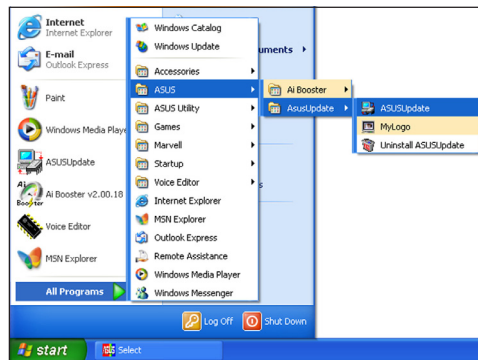 Internet
Internet Explorer
E-mail
Outlook Express
Paint
Windows Media Playe
ASUSUpdate
Ai Booster v2.00.18
Voice Editor
MSN Explorer
All Programs
Windows Catalog
Windows Update
Accessories
ASUS
ASUS Utility
Games
Marvell
Startup
Voice Editor
Internet Explorer
MSN Explorer
Outlook Express
Remote Assistance
Windows Media Player
Windows Messenger
uments
s
Ai Booster
AsusUpdate
ASUSUpdate
MyLogo
Uninstall ASUSUpdate
Log Off
Shut Down
start
Select